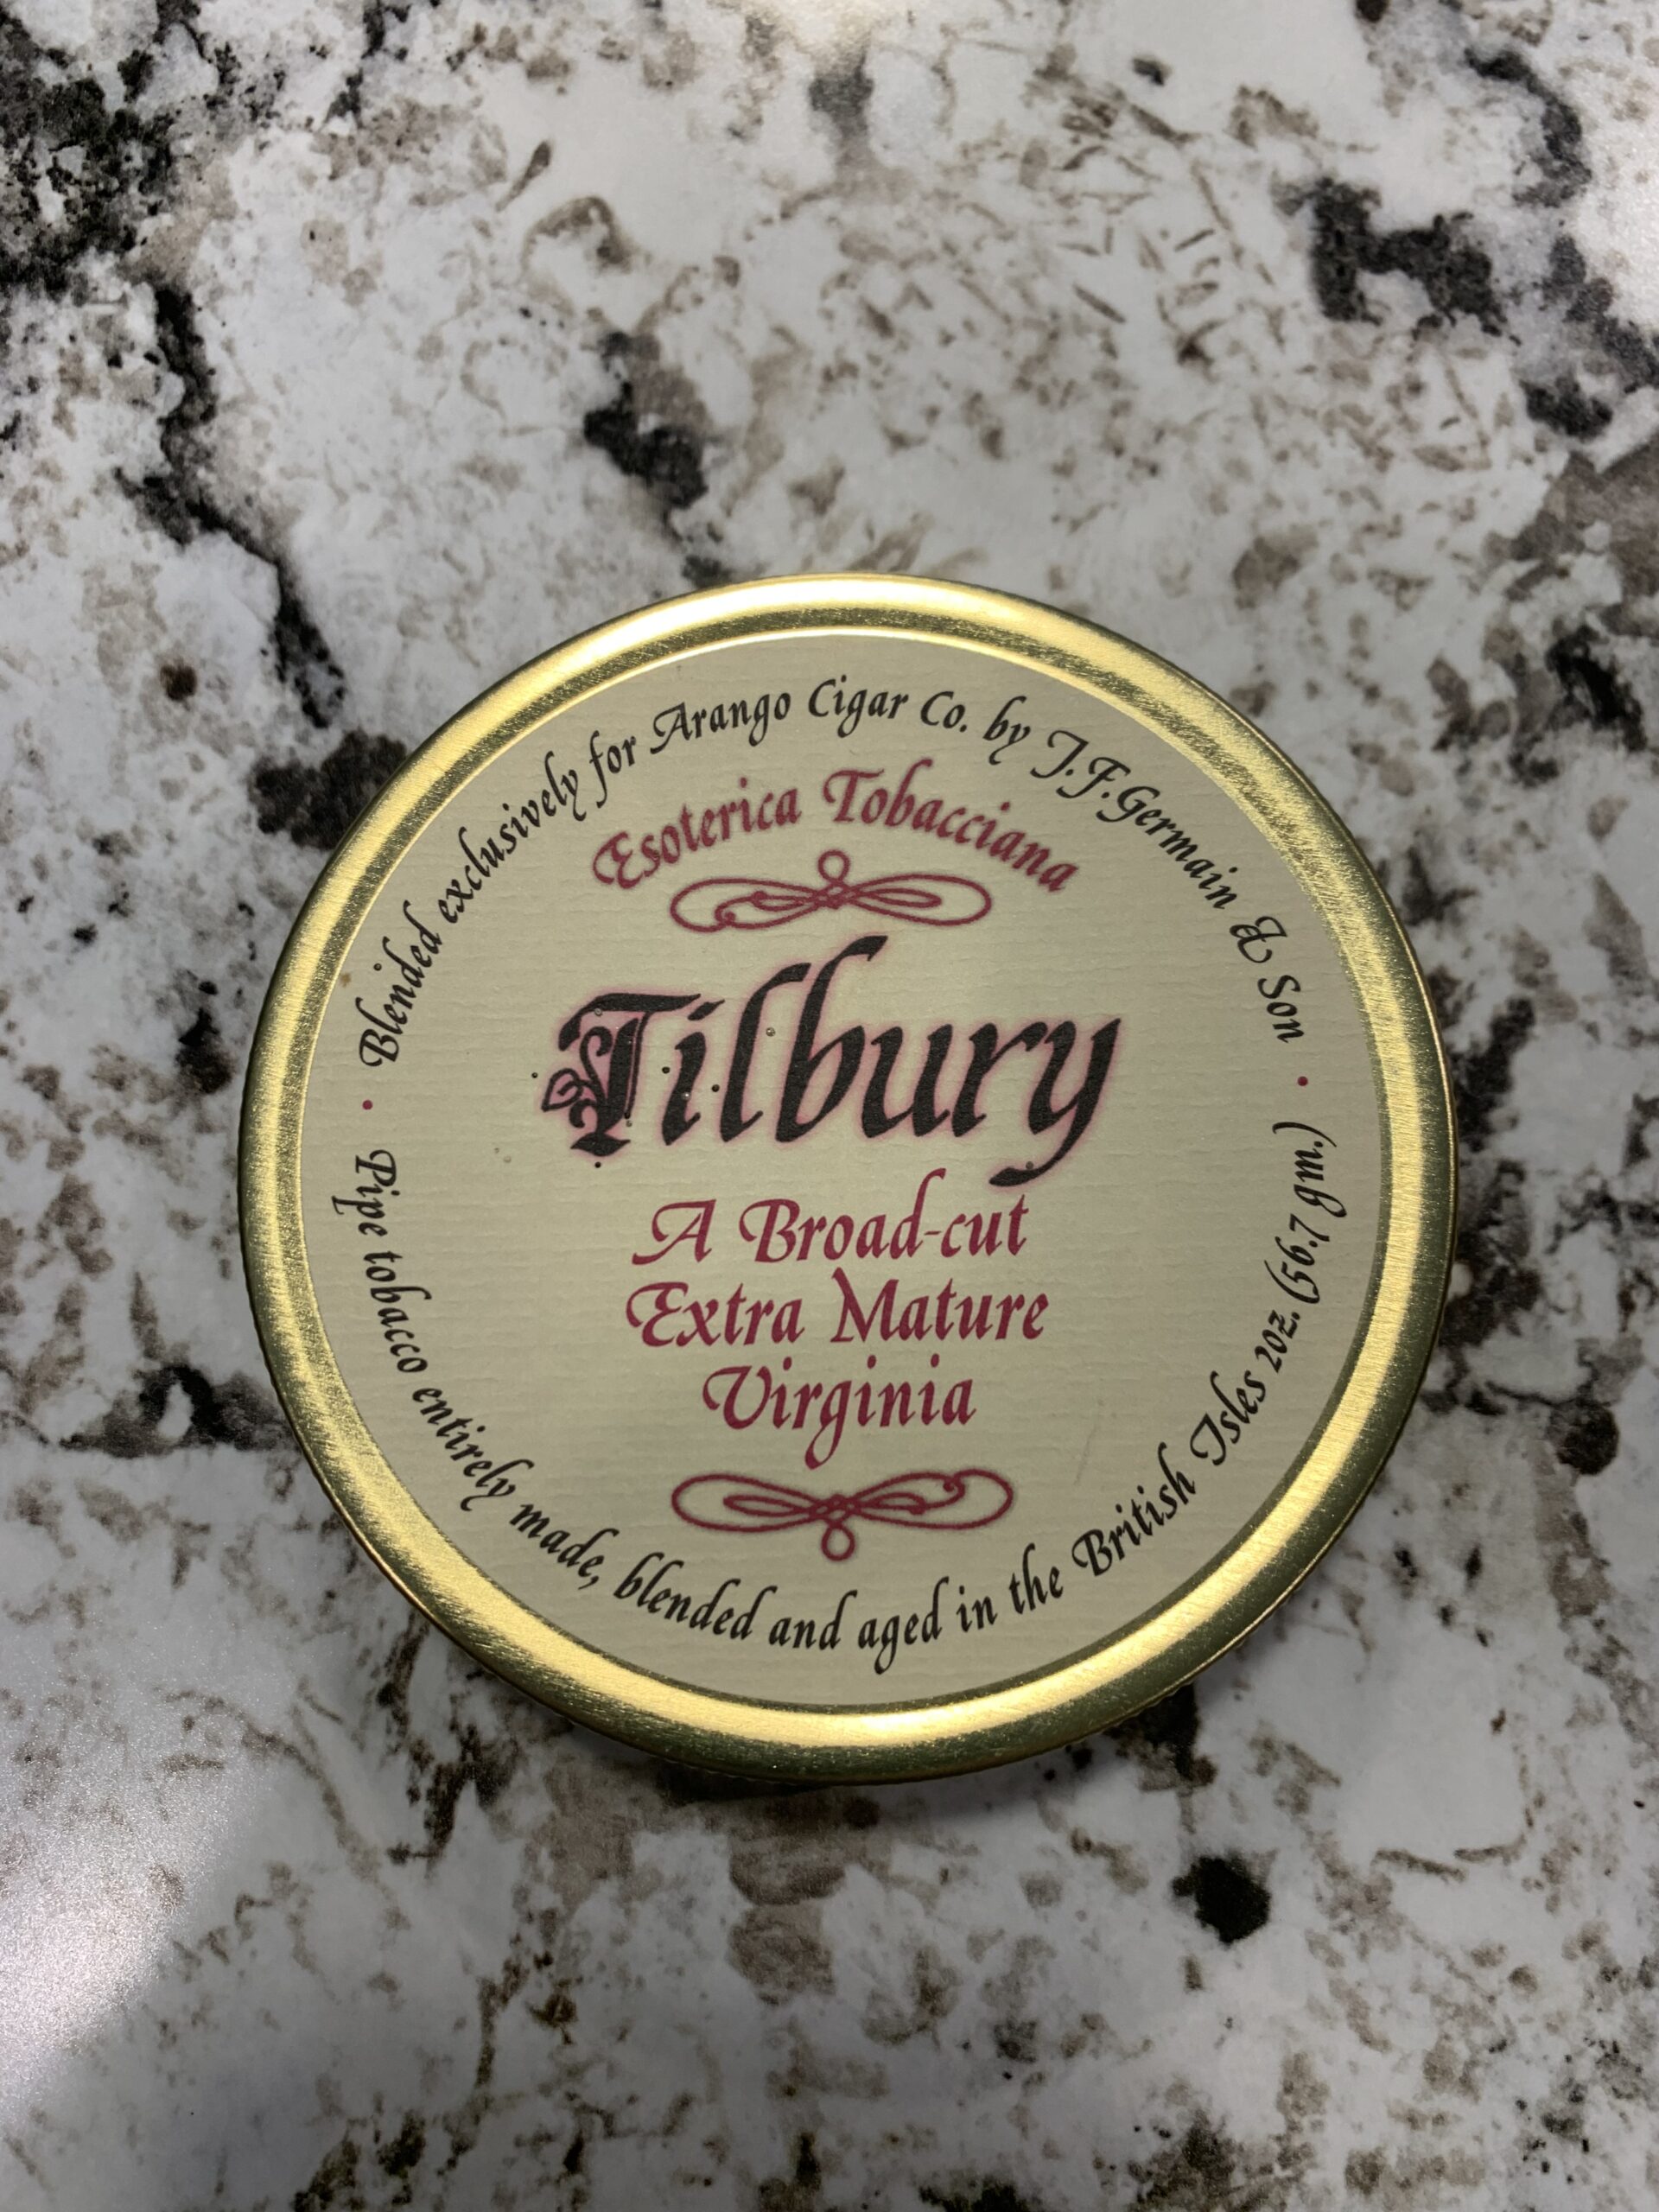 Blended exclusively for Arango Cigar Co. by J.F.Germain & Son
Esoterica Tobacciana
Tilbury
A Broad-cut
Extra Mature
Virginia
Pipe tobacco entirely made, blended and aged in the British Isles 2oz. (56.7 gm.)